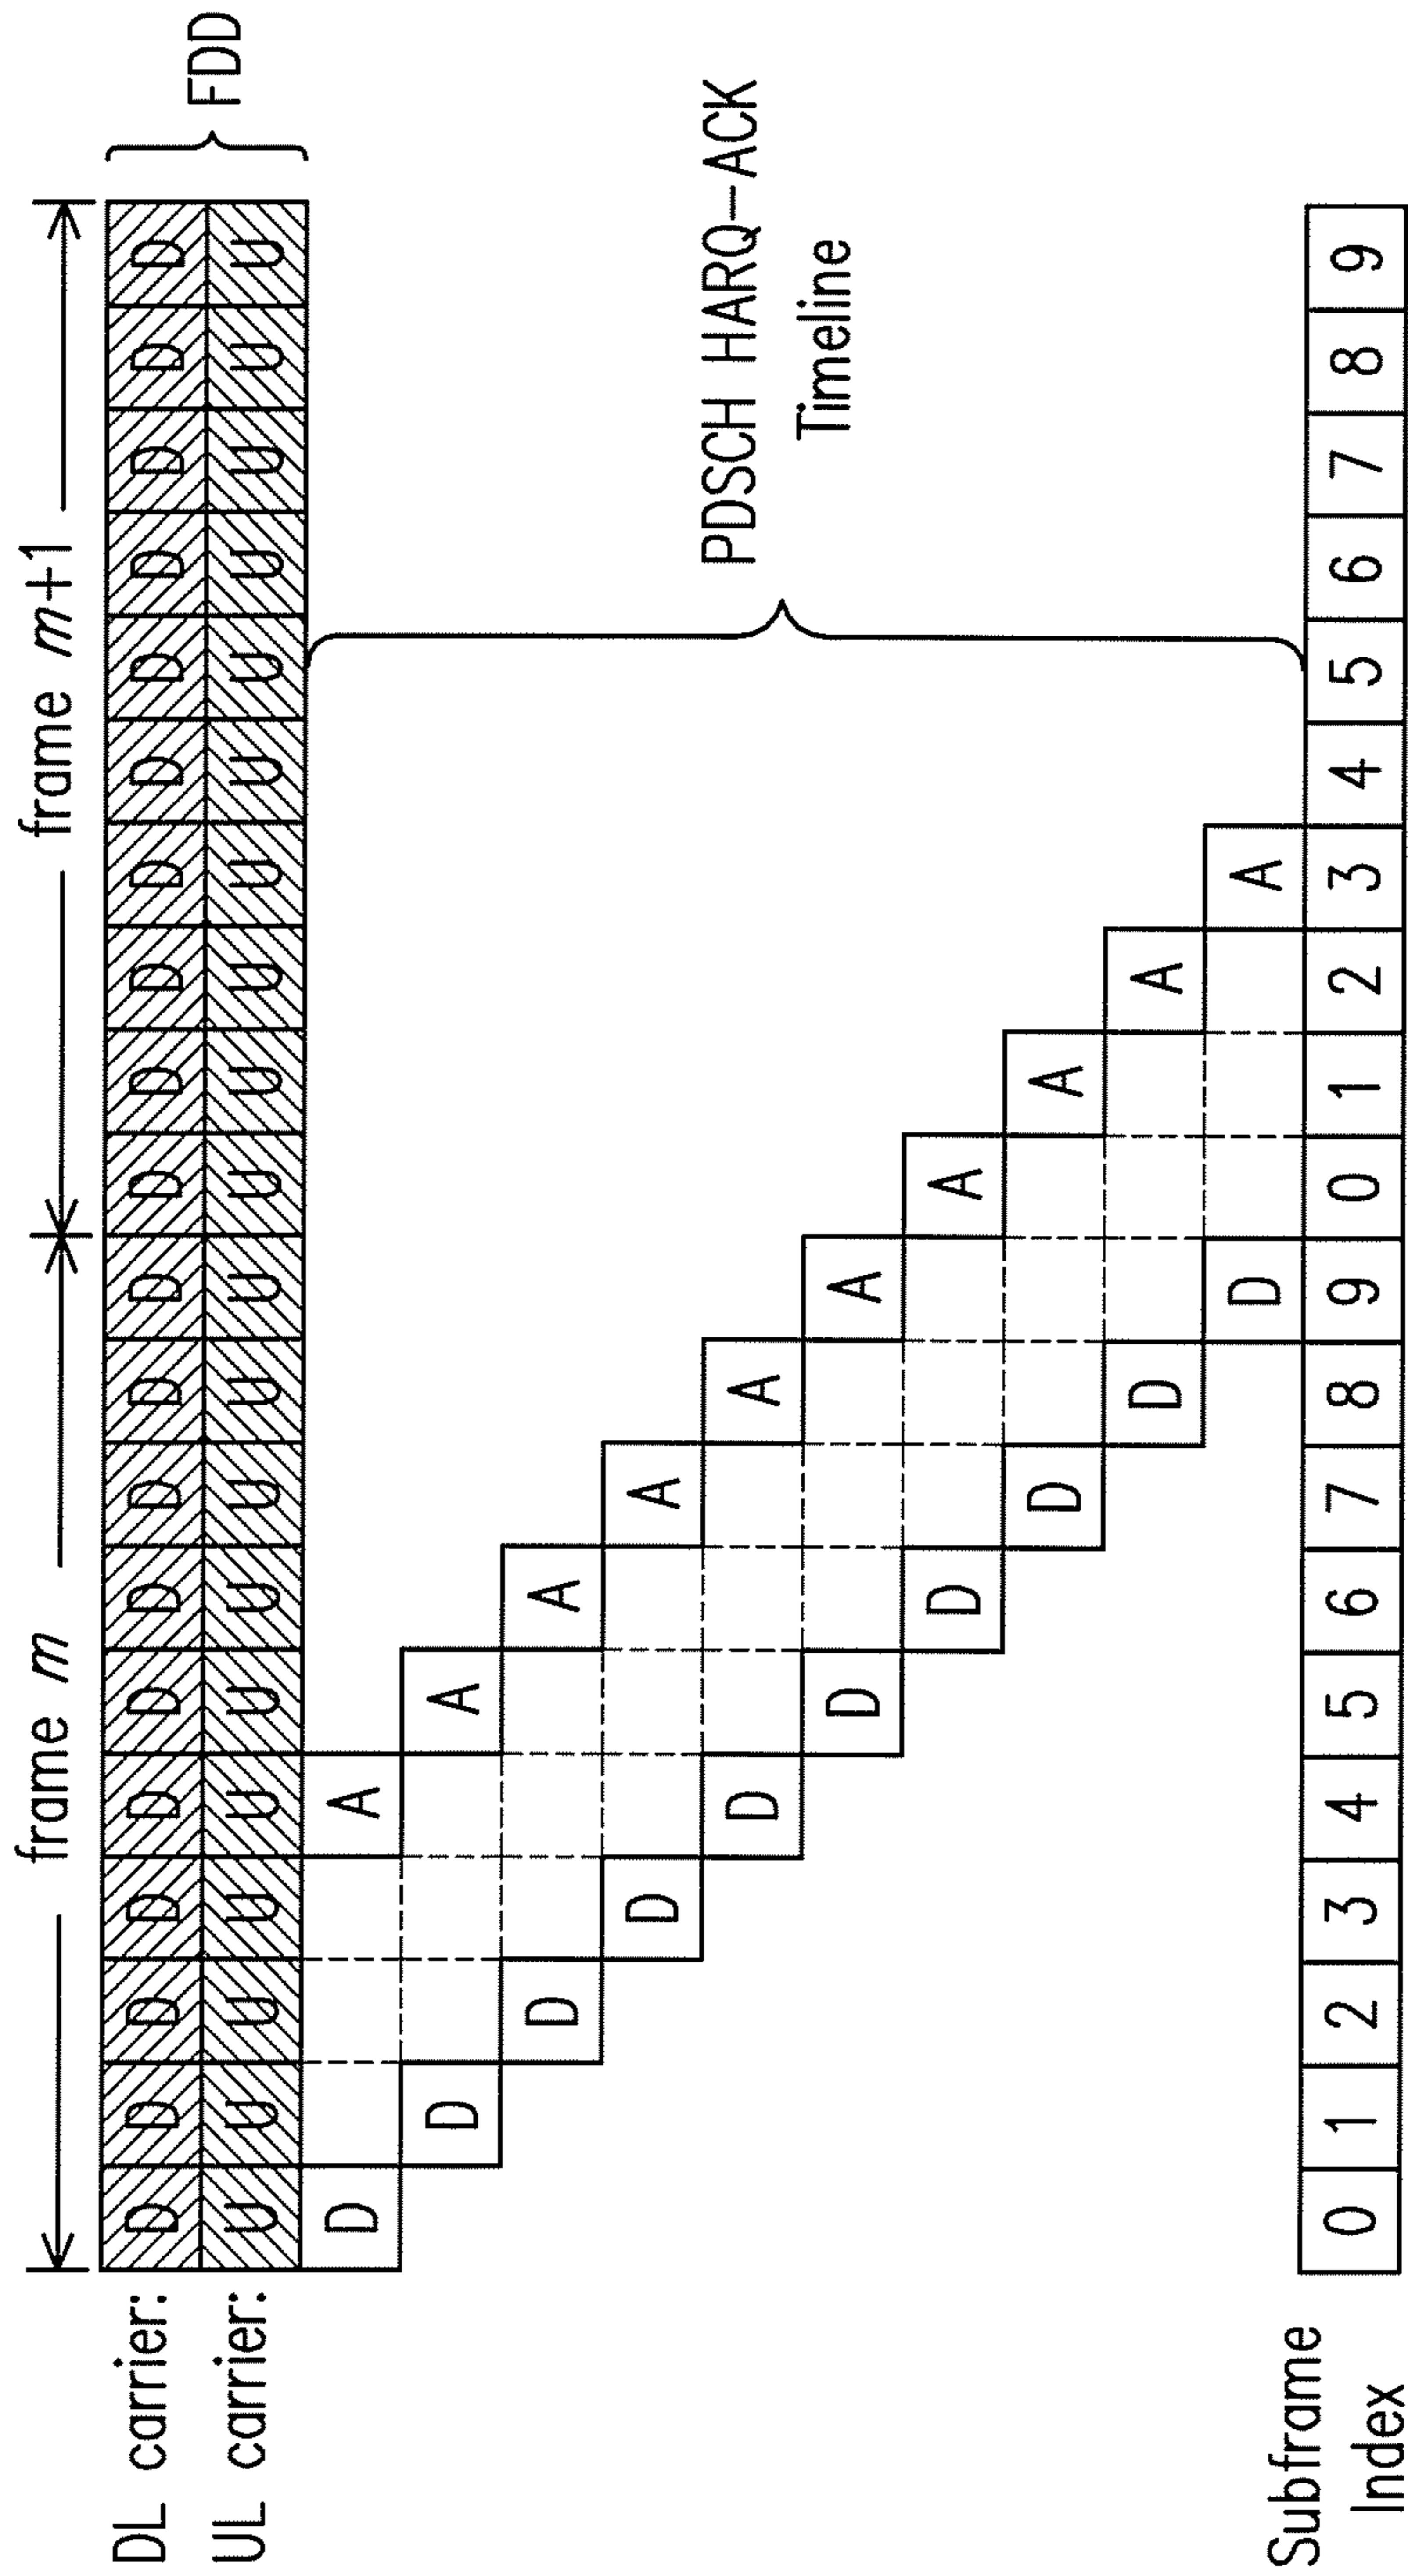 frame m frame m+1
DL carrier: D D D D D D D D D D D D D D D D D D D D
UL carrier: U U U U U U U U U U U U U U U U U U U U
FDD
D A
D A
D A
D A
D A
D A
D A
D A
D A
D A
PDSCH HARQ-ACK
Timeline
Subframe
Index
0 1 2 3 4 5 6 7 8 9 0 1 2 3 4 5 6 7 8 9